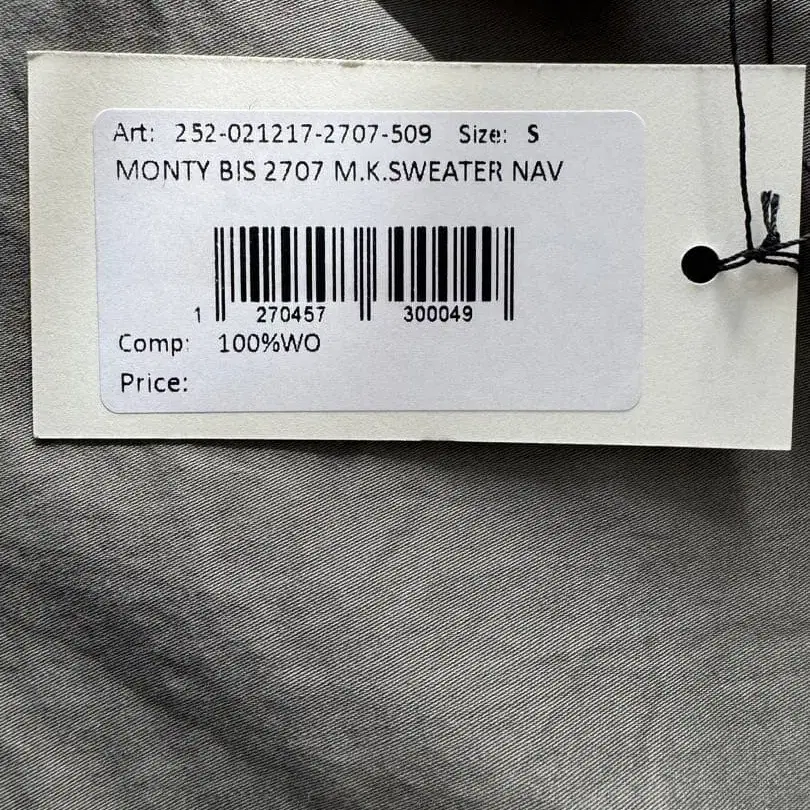 Art: 252-021217-2707-509 Size: S
MONTY BIS 2707 M.K.SWEATER NAV
1 270457 300049
Comp: 100%WO
Price: